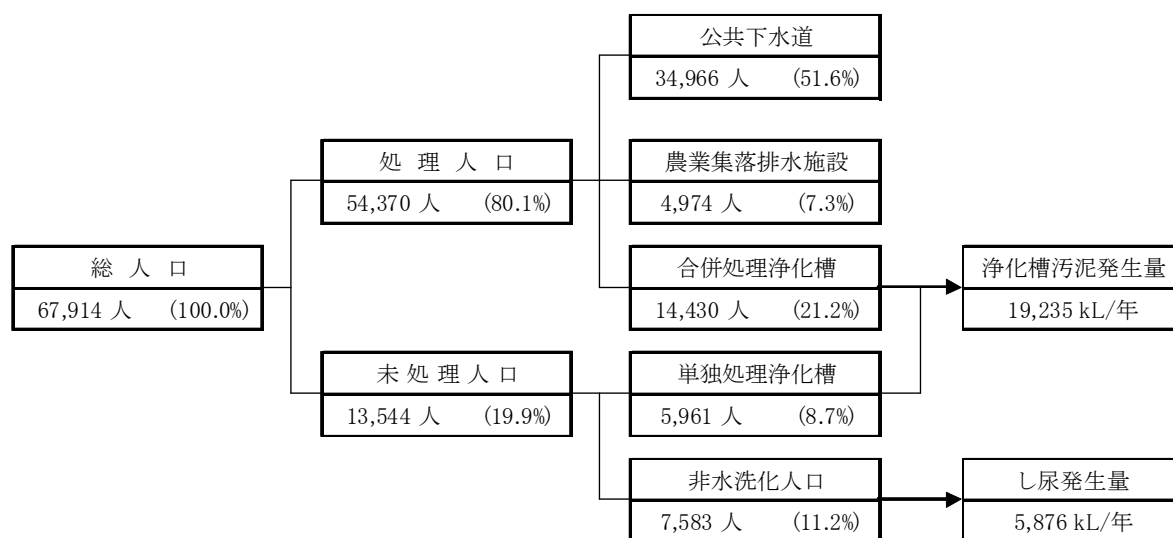 公共下水道
34,966 人 (51.6%)
処 理 人 口
54,370 人 (80.1%)
農業集落排水施設
4,974 人 (7.3%)
総 人 口
67,914 人 (100.0%)
合併処理浄化槽
14,430 人 (21.2%)
浄化槽汚泥発生量
19,235 kL/年
未 処 理 人 口
13,544 人 (19.9%)
単独処理浄化槽
5,961 人 (8.7%)
非水洗化人口
7,583 人 (11.2%)
し尿発生量
5,876 kL/年